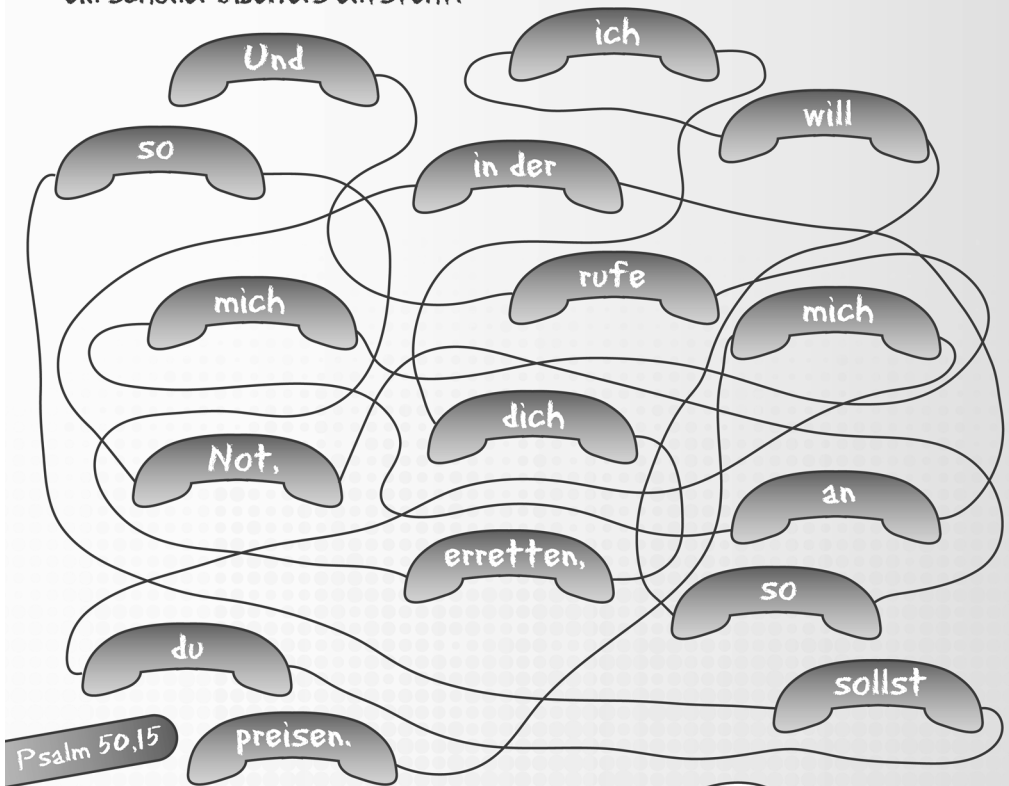 ich
Und
will
so
in der
rufe
mich
mich
dich
Not,
an
erretten,
so
du
sollst
preisen.
Psalm 50,15